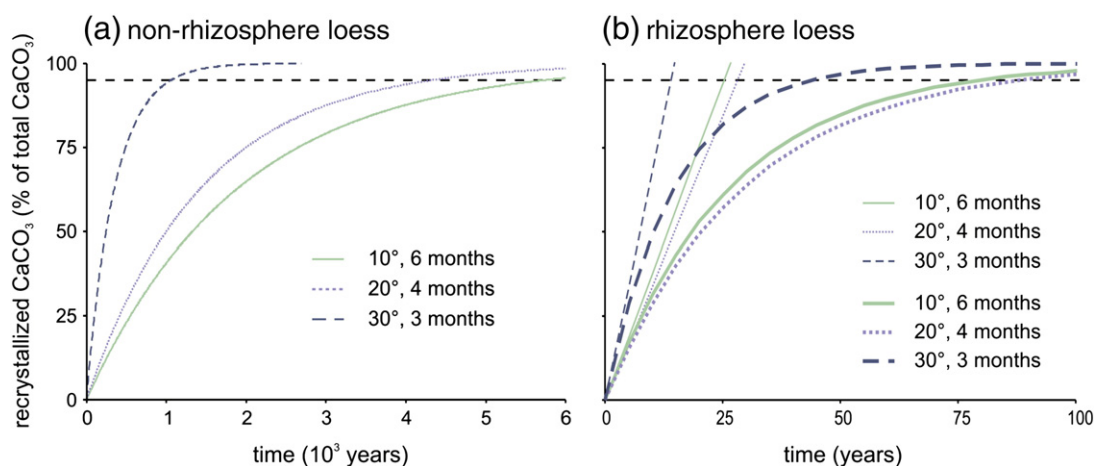 (a) non-rhizosphere loess
(b) rhizosphere loess
recrystallized CaCO₃ (% of total CaCO₃)
100
75
50
25
0
10°, 6 months
20°, 4 months
30°, 3 months
0 1 2 3 4 5 6
time (10³ years)
10°, 6 months
20°, 4 months
30°, 3 months
10°, 6 months
20°, 4 months
30°, 3 months
0 25 50 75 100
time (years)